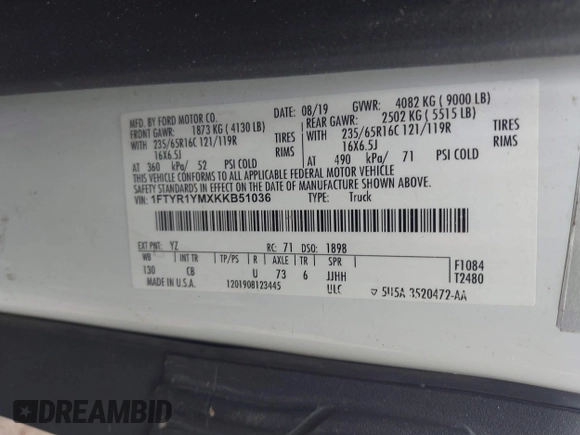 MFD. BY FORD MOTOR CO.
DATE: 08/19 GVWR: 4082 KG ( 9000 LB)
FRONT GAWR: 1873 KG ( 4130 LB) REAR GAWR: 2502 KG ( 5515 LB)
WITH 235/65R16C 121/119R TIRES WITH 235/65R16C 121/119R TIRES
16X6.5J RIMS 16X6.5J RIMS
AT 360 kPa/ 52 PSI COLD AT 490 kPa/ 71 PSI COLD
THIS VEHICLE CONFORMS TO ALL APPLICABLE FEDERAL MOTOR VEHICLE
SAFETY STANDARDS IN EFFECT ON THE DATE OF MANUFACTURE SHOWN ABOVE.
VIN: 1FTYR1YMXKKB51036 TYPE: Truck
EXT PNT: YZ RC: 71 DSO: 1898
WB INT TR TP/PS R AXLE TR SPR F1084
130 CB U 73 6 JJHH T2480
MADE IN U.S.A. 1201908123445 ULC 5U5A 3520472-AA
DREAMBID